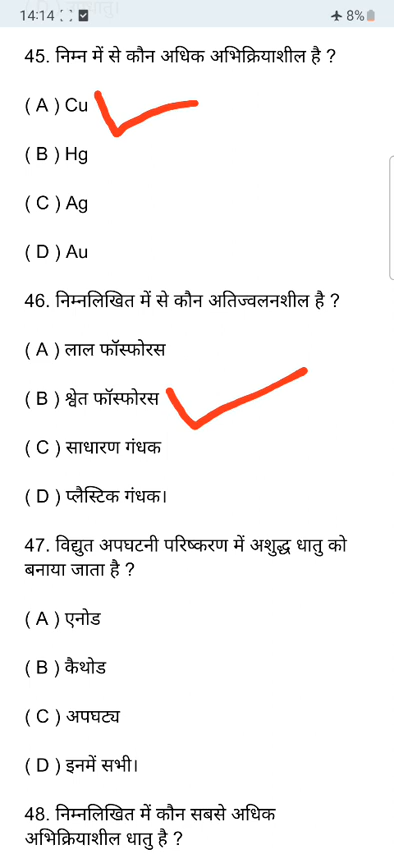 14:14
8%
45. निम्न में से कौन अधिक अभिक्रियाशील है ?
( A ) Cu
( B ) Hg
( C ) Ag
( D ) Au
46. निम्नलिखित में से कौन अतिज्वलनशील है ?
( A ) लाल फॉस्फोरस
( B ) श्वेत फॉस्फोरस
( C ) साधारण गंधक
( D ) प्लैस्टिक गंधक।
47. विद्युत अपघटनी परिष्करण में अशुद्ध धातु को
बनाया जाता है ?
( A ) एनोड
( B ) कैथोड
( C ) अपघट्य
( D ) इनमें सभी।
48. निम्नलिखित में कौन सबसे अधिक
अभिक्रियाशील धातु है ?